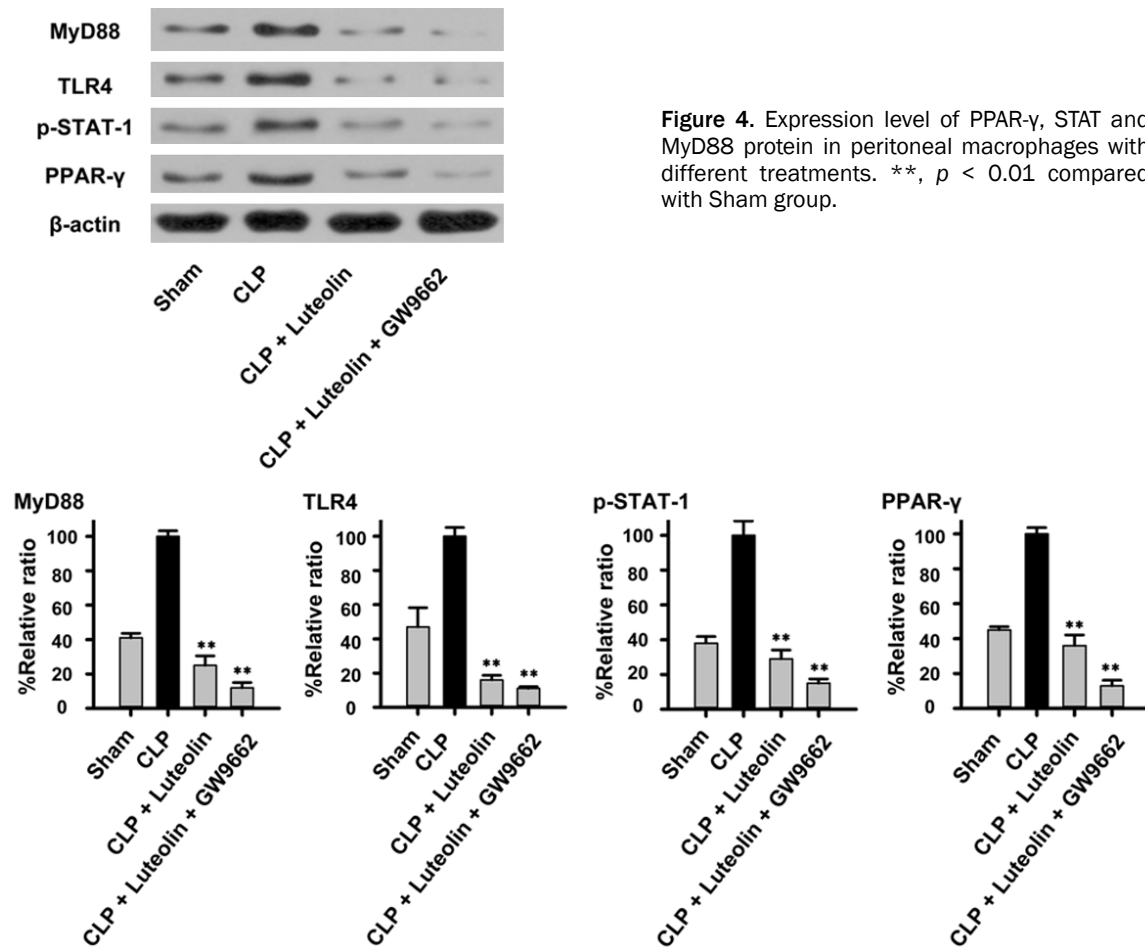 MyD88
TLR4
p-STAT-1
PPAR-γ
β-actin
Sham
CLP
CLP + Luteolin
CLP + Luteolin + GW9662
Figure 4. Expression level of PPAR-γ, STAT and
MyD88 protein in peritoneal macrophages with
different treatments. **, p < 0.01 compared
with Sham group.
MyD88
%Relative ratio
100
80
60
40
20
0
**
**
Sham
CLP
CLP + Luteolin
CLP + Luteolin + GW9662
TLR4
%Relative ratio
100
80
60
40
20
0
**
**
Sham
CLP
CLP + Luteolin
CLP + Luteolin + GW9662
p-STAT-1
%Relative ratio
100
80
60
40
20
0
**
**
Sham
CLP
CLP + Luteolin
CLP + Luteolin + GW9662
PPAR-γ
%Relative ratio
100
80
60
40
20
0
**
**
Sham
CLP
CLP + Luteolin
CLP + Luteolin + GW9662